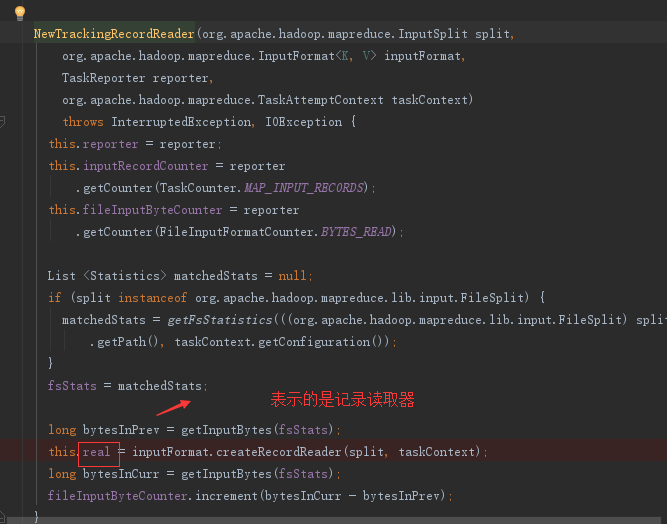 NewTrackingRecordReader(org.apache.hadoop.mapreduce.InputSplit split,
org.apache.hadoop.mapreduce.InputFormat<K, V> inputFormat,
TaskReporter reporter,
org.apache.hadoop.mapreduce.TaskAttemptContext taskContext)
throws InterruptedException, IOException {
this.reporter = reporter;
this.inputRecordCounter = reporter
.getCounter(TaskCounter.MAP_INPUT_RECORDS);
this.fileInputByteCounter = reporter
.getCounter(FileInputFormatCounter.BYTES_READ);
List <Statistics> matchedStats = null;
if (split instanceof org.apache.hadoop.mapreduce.lib.input.FileSplit) {
matchedStats = getFsStatistics(((org.apache.hadoop.mapreduce.lib.input.FileSplit) split
.getPath(), taskContext.getConfiguration());
}
fsStats = matchedStats;
表示的是记录读取器
long bytesInPrev = getInputBytes(fsStats);
this.real = inputFormat.createRecordReader(split, taskContext);
long bytesInCurr = getInputBytes(fsStats);
fileInputByteCounter.increment(bytesInCurr - bytesInPrev);
}